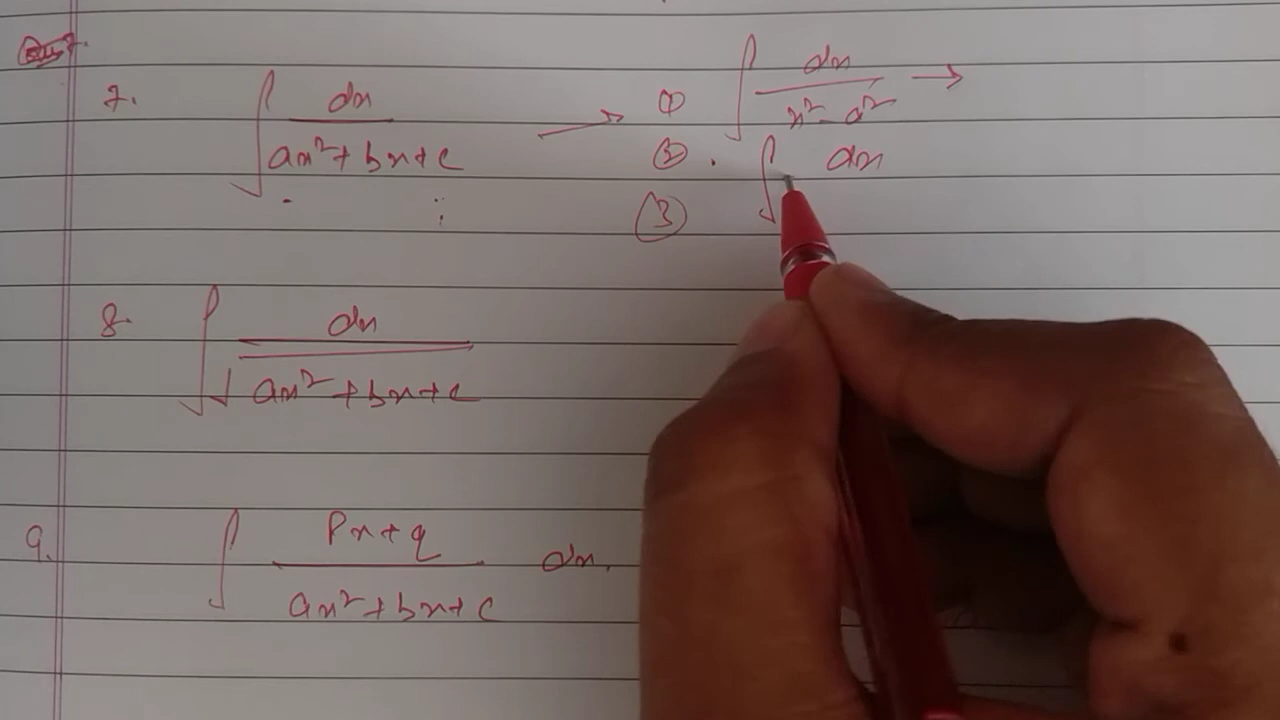 7. ∫ dx / (ax² + bx + c) → ① ∫ dx / (x² - a²) →
② . ∫ dx
③
8. ∫ dx / √(ax² + bx + c)
9. ∫ (Px + q) / (ax² + bx + c) dx.